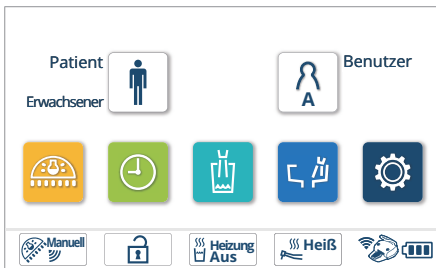 Patient
Erwachsener
Benutzer
A
Manuell
Heizung
Aus
Heiß